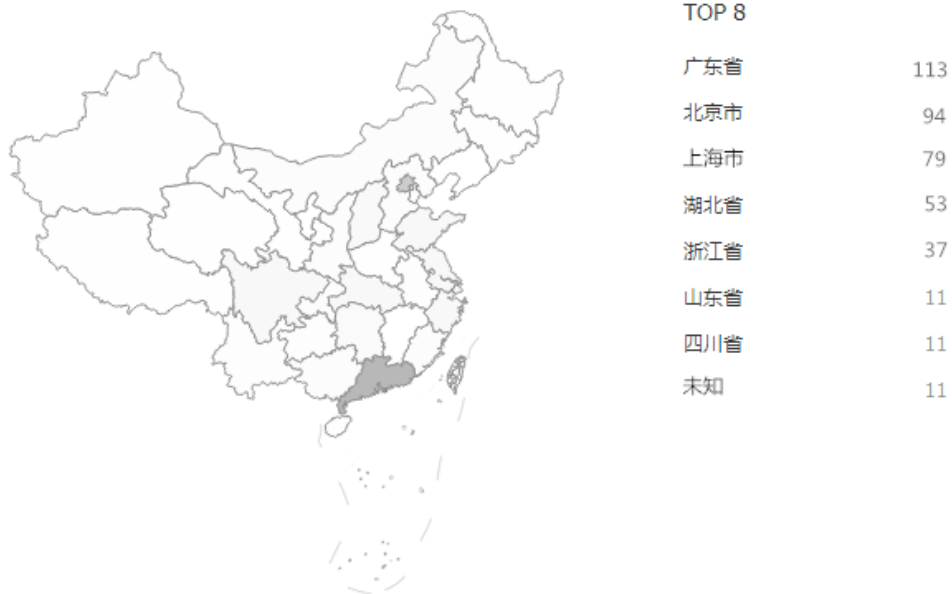 TOP 8
广东省 113
北京市 94
上海市 79
湖北省 53
浙江省 37
山东省 11
四川省 11
未知 11